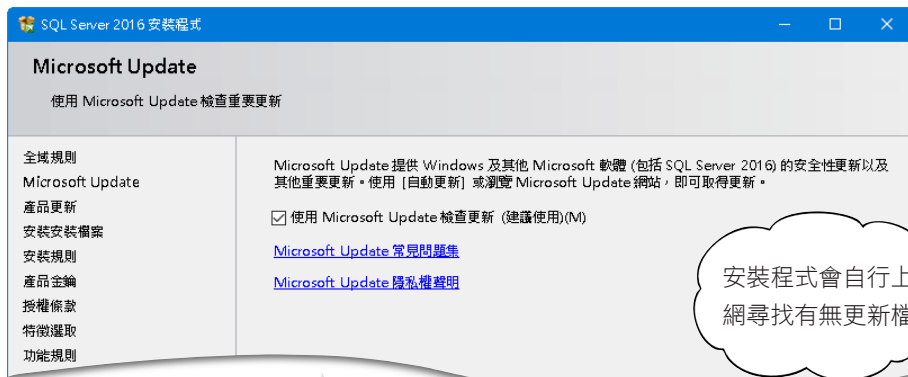 SQL Server 2016 安裝程式
Microsoft Update
使用 Microsoft Update 檢查重要更新
全域規則
Microsoft Update
產品更新
安裝安裝檔案
安裝規則
產品金鑰
授權條款
特徵選取
功能規則
Microsoft Update 提供 Windows 及其他 Microsoft 軟體 (包括 SQL Server 2016) 的安全性更新以及
其他重要更新。使用 [自動更新] 或瀏覽 Microsoft Update 網站，即可取得更新。
使用 Microsoft Update 檢查更新 (建議使用)(M)
Microsoft Update 常見問題集
Microsoft Update 隱私權聲明
安裝程式會自行上
網尋找有無更新檔